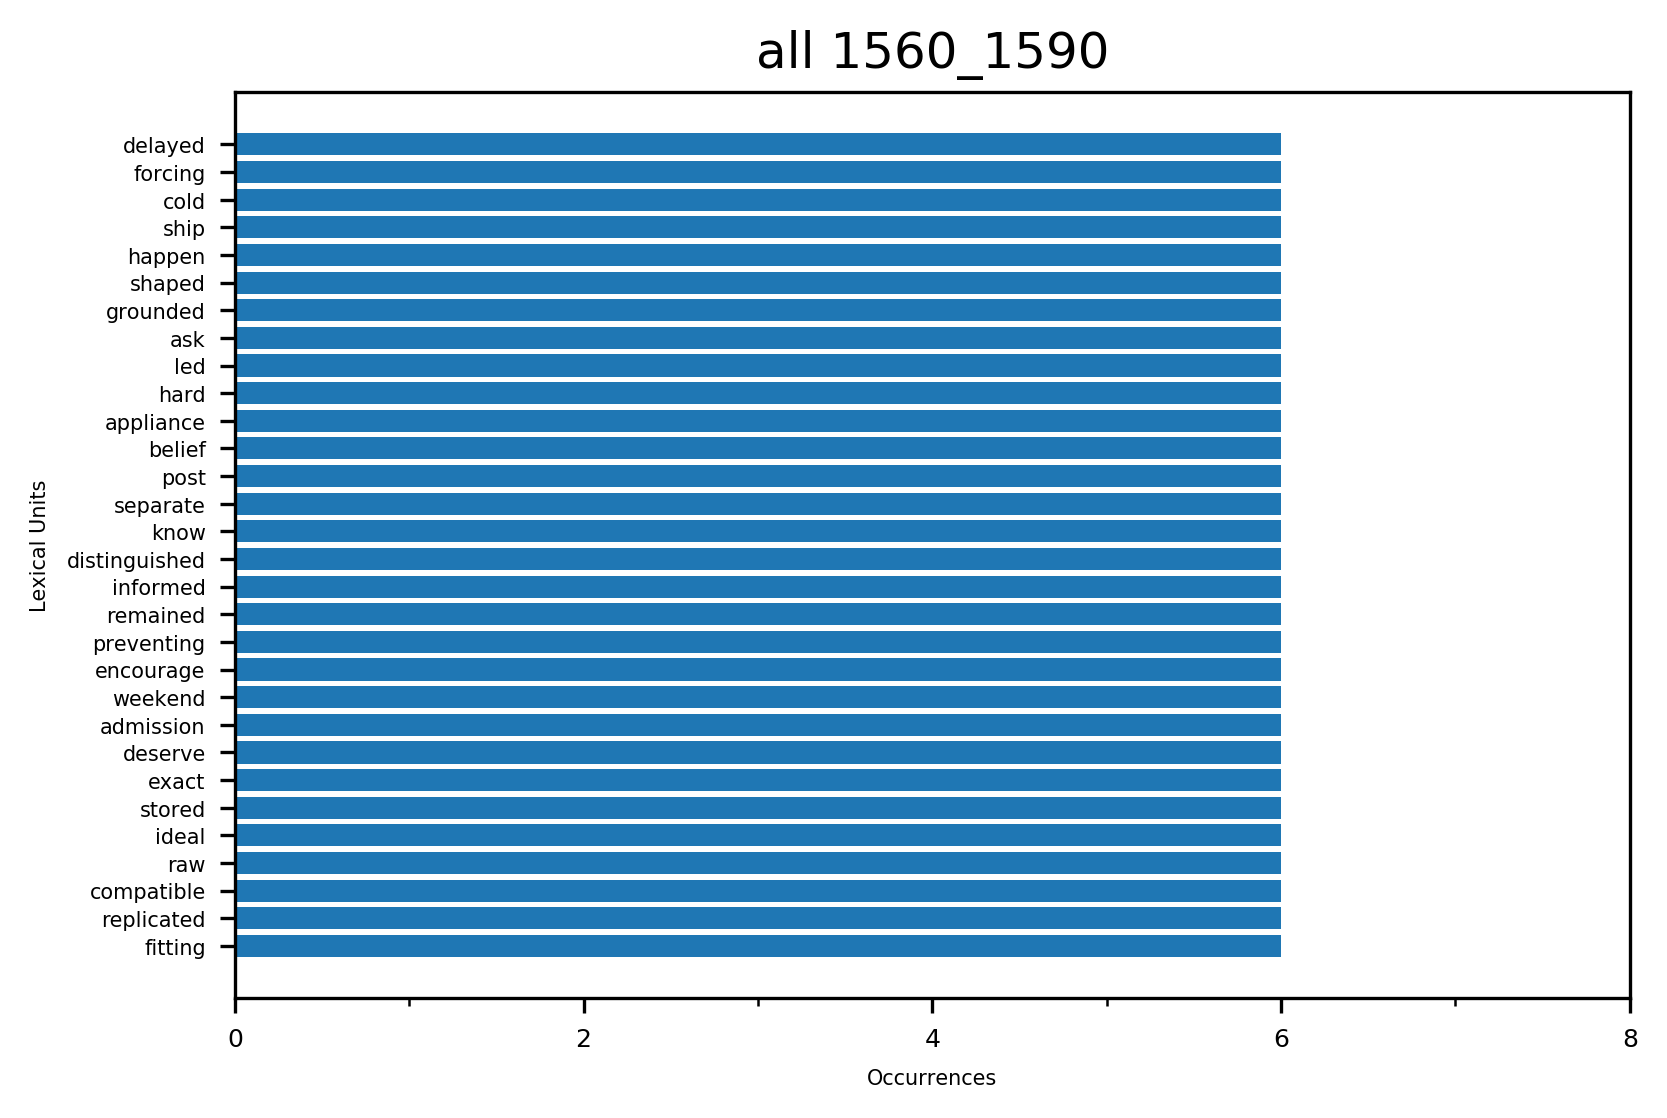 all 1560_1590
delayed
forcing
cold
ship
happen
shaped
grounded
ask
led
hard
appliance
belief
post
separate
know
distinguished
informed
remained
preventing
encourage
weekend
admission
deserve
exact
stored
ideal
raw
compatible
replicated
fitting
Lexical Units
0 2 4 6 8
Occurrences